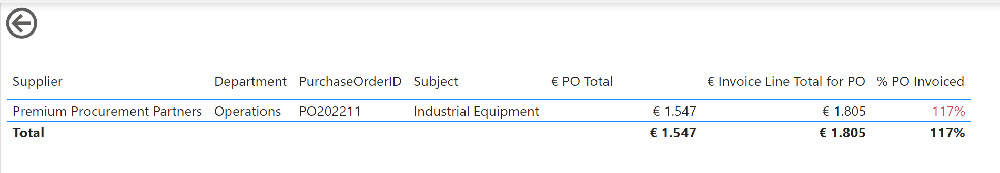 Supplier Department PurchaseOrderID Subject € PO Total € Invoice Line Total for PO % PO Invoiced
Premium Procurement Partners Operations PO202211 Industrial Equipment € 1.547 € 1.805 117%
Total € 1.547 € 1.805 117%